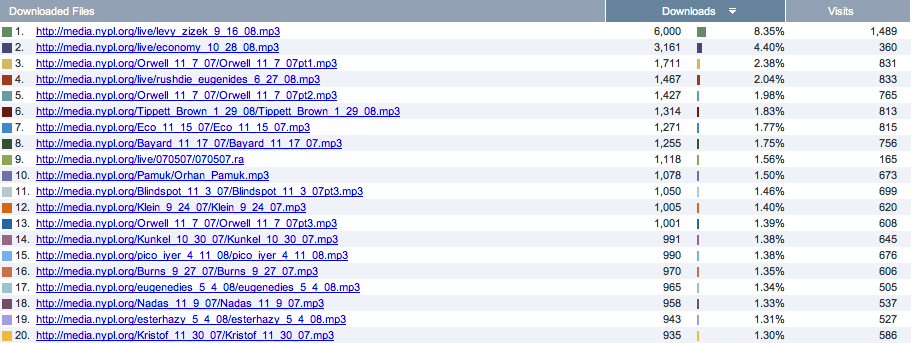 Downloaded Files Downloads Visits
1. http://media.nypl.org/live/levy_zizek_9_16_08.mp3 6,000 8.35% 1,489
2. http://media.nypl.org/live/economy_10_28_08.mp3 3,161 4.40% 360
3. http://media.nypl.org/Orwell_11_7_07/Orwell_11_7_07pt1.mp3 1,711 2.38% 831
4. http://media.nypl.org/live/rushdie_eugenides_6_27_08.mp3 1,467 2.04% 833
5. http://media.nypl.org/Orwell_11_7_07/Orwell_11_7_07pt2.mp3 1,427 1.98% 765
6. http://media.nypl.org/Tippett_Brown_1_29_08/Tippett_Brown_1_29_08.mp3 1,314 1.83% 813
7. http://media.nypl.org/Eco_11_15_07/Eco_11_15_07.mp3 1,271 1.77% 815
8. http://media.nypl.org/Bayard_11_17_07/Bayard_11_17_07.mp3 1,255 1.75% 756
9. http://media.nypl.org/live/070507/070507.ra 1,118 1.56% 165
10. http://media.nypl.org/Pamuk/Orhan_Pamuk.mp3 1,078 1.50% 673
11. http://media.nypl.org/Blindspot_11_3_07/Blindspot_11_3_07pt3.mp3 1,050 1.46% 699
12. http://media.nypl.org/Klein_9_24_07/Klein_9_24_07.mp3 1,005 1.40% 620
13. http://media.nypl.org/Orwell_11_7_07/Orwell_11_7_07pt3.mp3 1,001 1.39% 608
14. http://media.nypl.org/Kunkel_10_30_07/Kunkel_10_30_07.mp3 991 1.38% 645
15. http://media.nypl.org/pico_iyer_4_11_08/pico_iyer_4_11_08.mp3 990 1.38% 676
16. http://media.nypl.org/Burns_9_27_07/Burns_9_27_07.mp3 970 1.35% 606
17. http://media.nypl.org/eugenedies_5_4_08/eugenedies_5_4_08.mp3 965 1.34% 505
18. http://media.nypl.org/Nadas_11_9_07/Nadas_11_9_07.mp3 958 1.33% 537
19. http://media.nypl.org/esterhazy_5_4_08/esterhazy_5_4_08.mp3 943 1.31% 527
20. http://media.nypl.org/Kristof_11_30_07/Kristof_11_30_07.mp3 935 1.30% 586